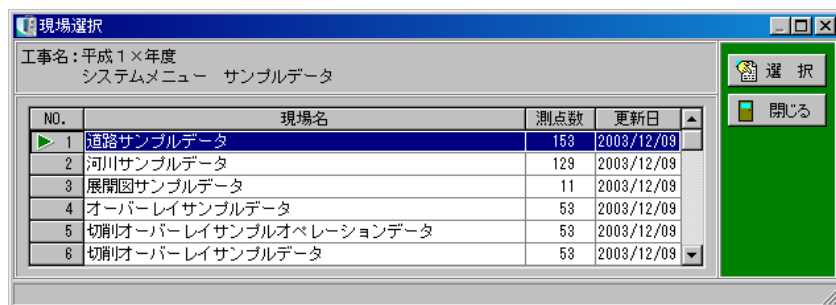 現場選択
工事名:平成1×年度
システムメニュー サンプルデータ
選 択
閉じる
NO. 現場名 測点数 更新日
1 道路サンプルデータ 153 2003/12/09
2 河川サンプルデータ 129 2003/12/09
3 展開図サンプルデータ 11 2003/12/09
4 オーバーレイサンプルデータ 53 2003/12/09
5 切削オーバーレイサンプルオペレーションデータ 53 2003/12/09
6 切削オーバーレイサンプルデータ 53 2003/12/09